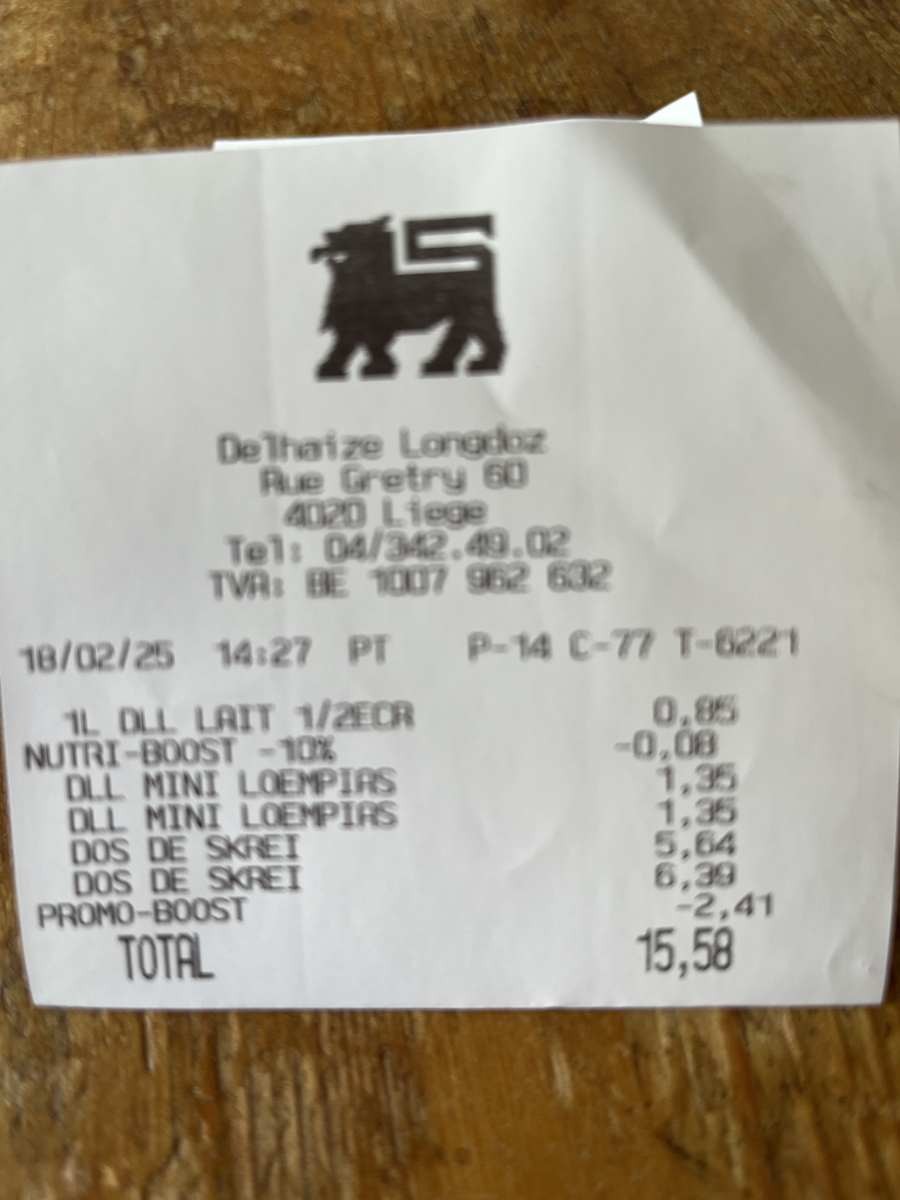 Delhaize Longdoz
Rue Gretry 60
4020 Liege
Tel: 04/342.49.02
TVA: BE 1007 962 632
18/02/25 14:27 PT P-14 C-77 T-6221
1L DLL LAIT 1/2ECR 0,85
NUTRI-BOOST -10% -0,08
DLL MINI LOEMPIAS 1,35
DLL MINI LOEMPIAS 1,35
DOS DE SKREI 5,64
DOS DE SKREI 6,39
PROMO-BOOST -2,41
TOTAL 15,58